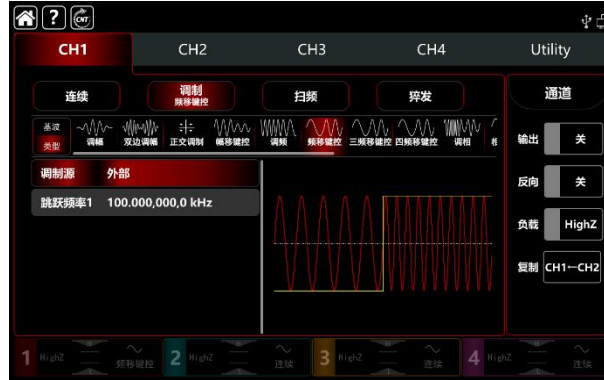 ? CNT
CH1 CH2 CH3 CH4 Utility
连续 调制 扫频 猝发 通道
频移键控
基波
类型 调幅 双边调幅 正交调制 幅移键控 调频 频移键控 三频移键控 四频移键控 调相
输出 关
调制源 外部
反向 关
跳跃频率1 100.000,000,0 kHz
负载 HighZ
复制 CH1←CH2
1 HighZ 频移键控 2 HighZ 连续 3 HighZ 连续 4 HighZ 连续